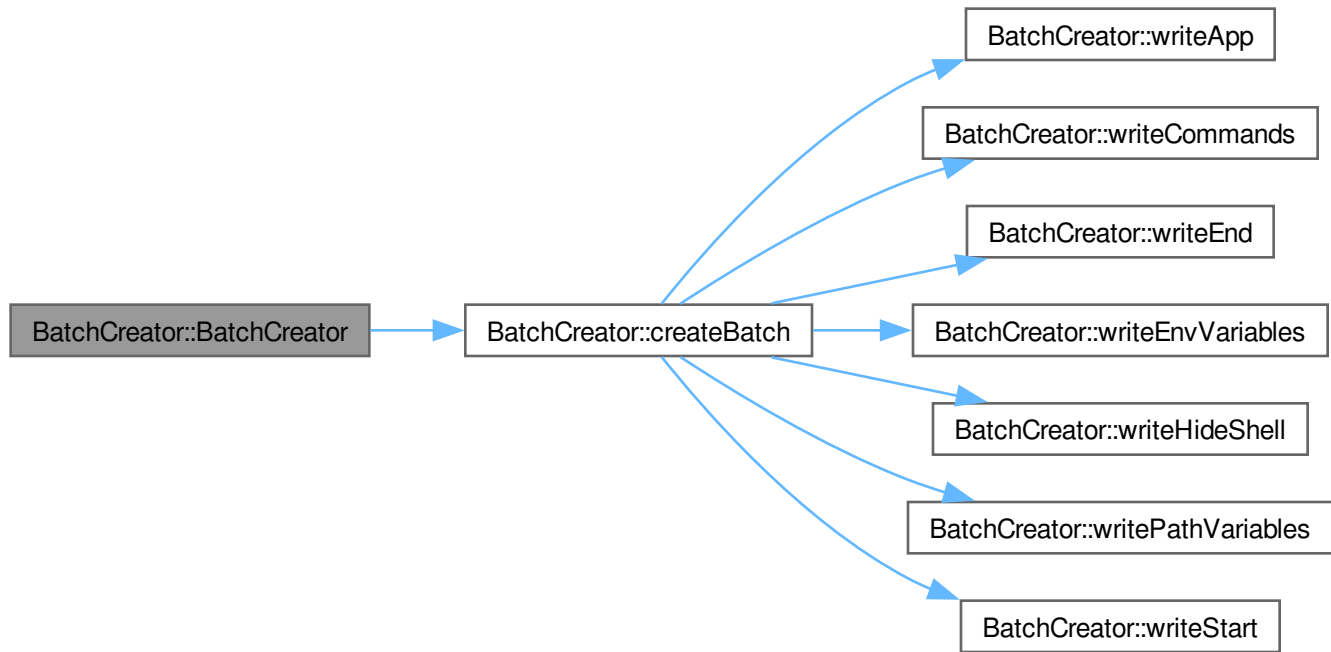 BatchCreator::BatchCreator
BatchCreator::createBatch
BatchCreator::writeApp
BatchCreator::writeCommands
BatchCreator::writeEnd
BatchCreator::writeEnvVariables
BatchCreator::writeHideShell
BatchCreator::writePathVariables
BatchCreator::writeStart